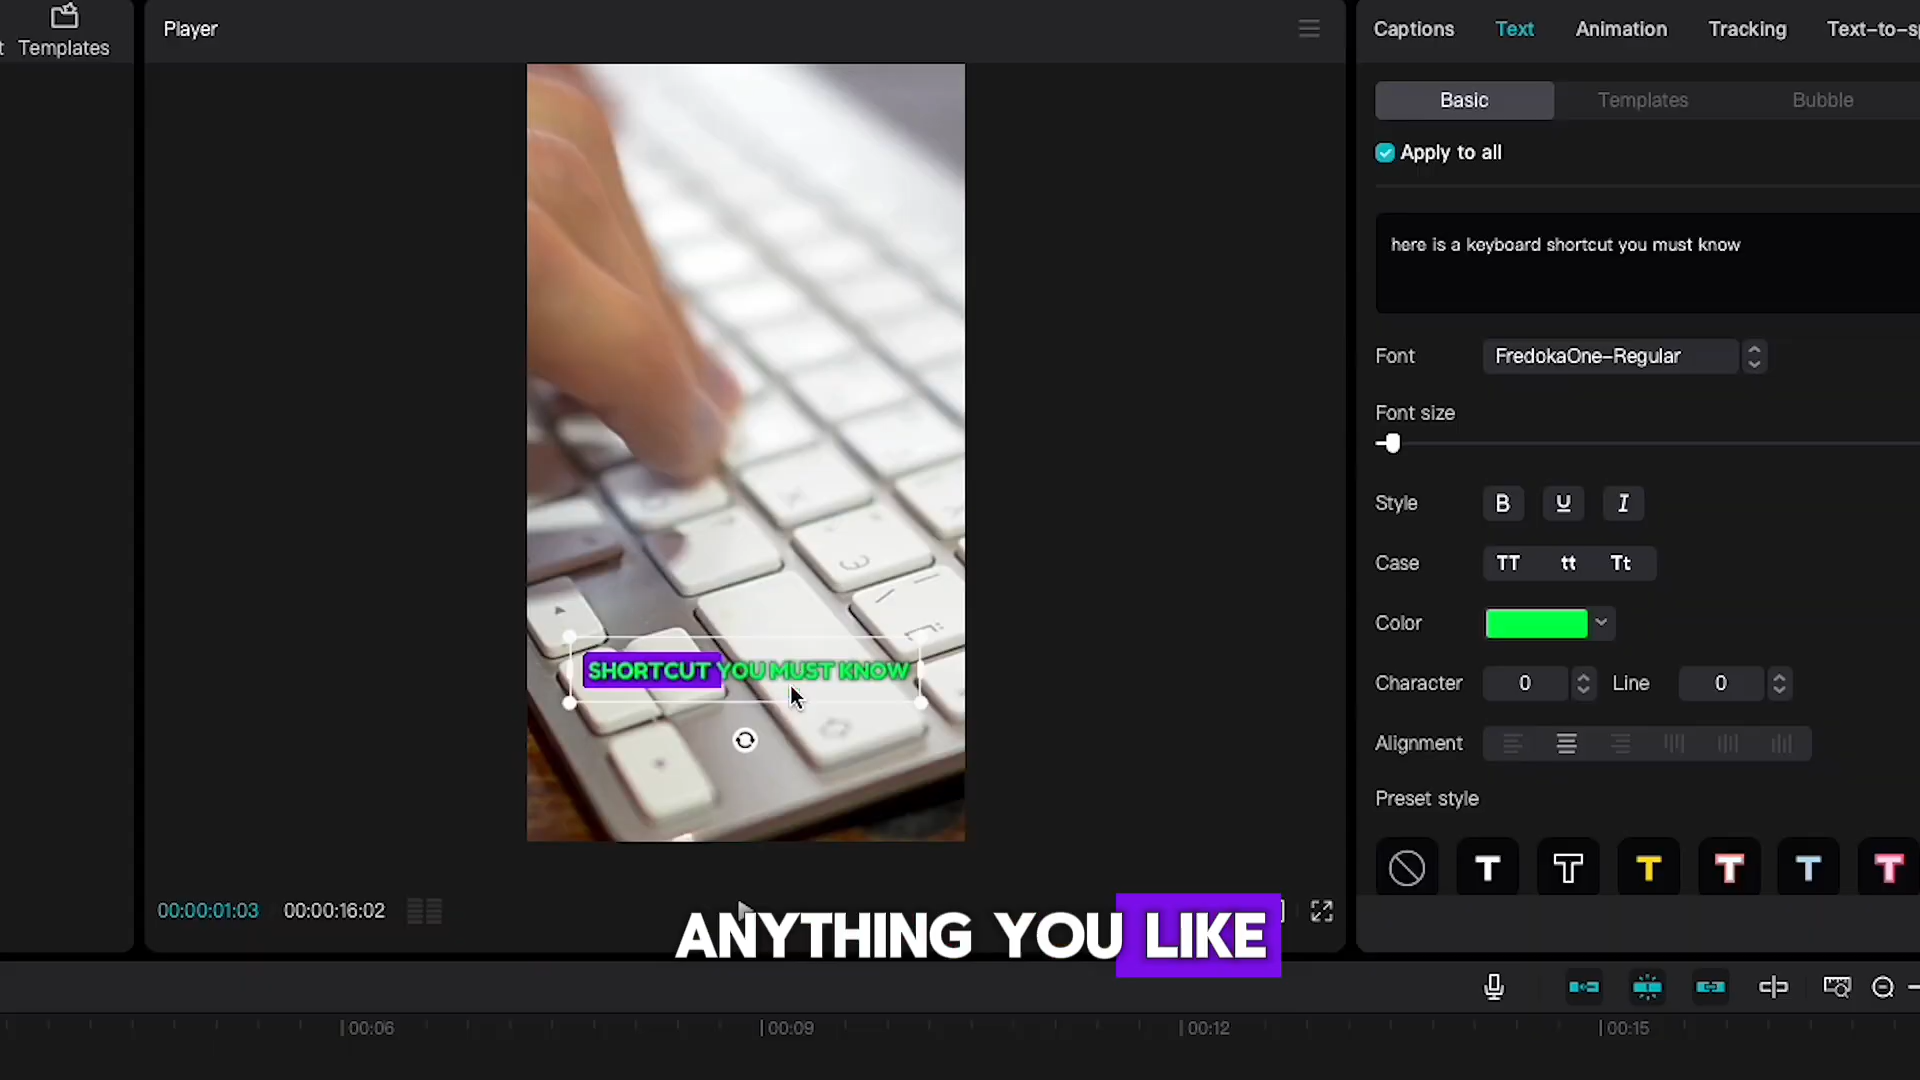 t Templates
Player
Captions Text Animation Tracking Text-to-sp
Basic Templates Bubble
Apply to all
here is a keyboard shortcut you must know
Font FredokaOne-Regular
Font size
Style B U I
Case TT tt Tt
Color
SHORTCUT YOU MUST KNOW
Character 0 Line 0
Alignment
Preset style
T T T T T T
00:00:01:03 00:00:16:02
ANYTHING YOU LIKE
00:06 00:09 00:12 00:15